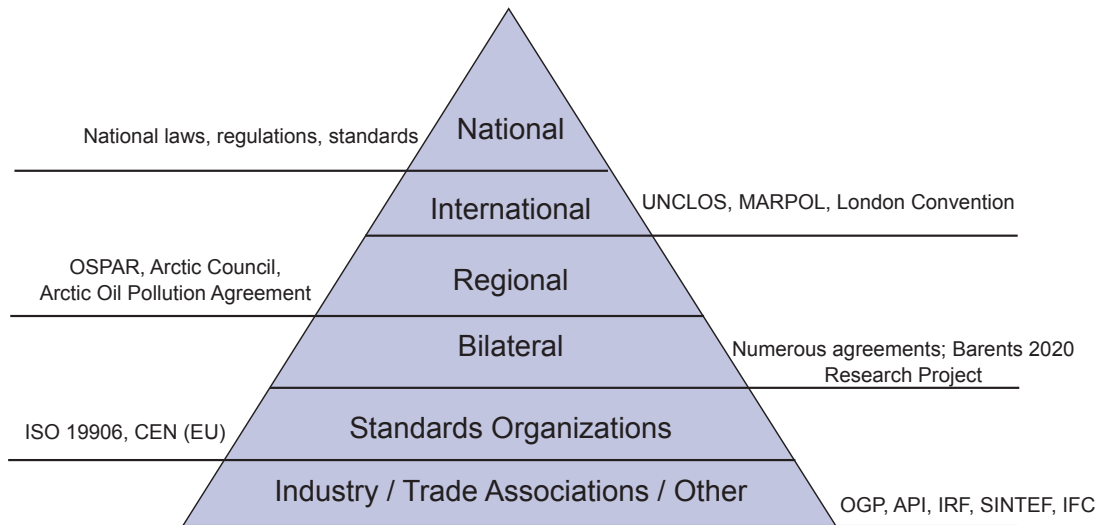 National
National laws, regulations, standards
International
UNCLOS, MARPOL, London Convention
OSPAR, Arctic Council,
Arctic Oil Pollution Agreement
Regional
Bilateral
Numerous agreements; Barents 2020
Research Project
ISO 19906, CEN (EU)
Standards Organizations
Industry / Trade Associations / Other
OGP, API, IRF, SINTEF, IFC